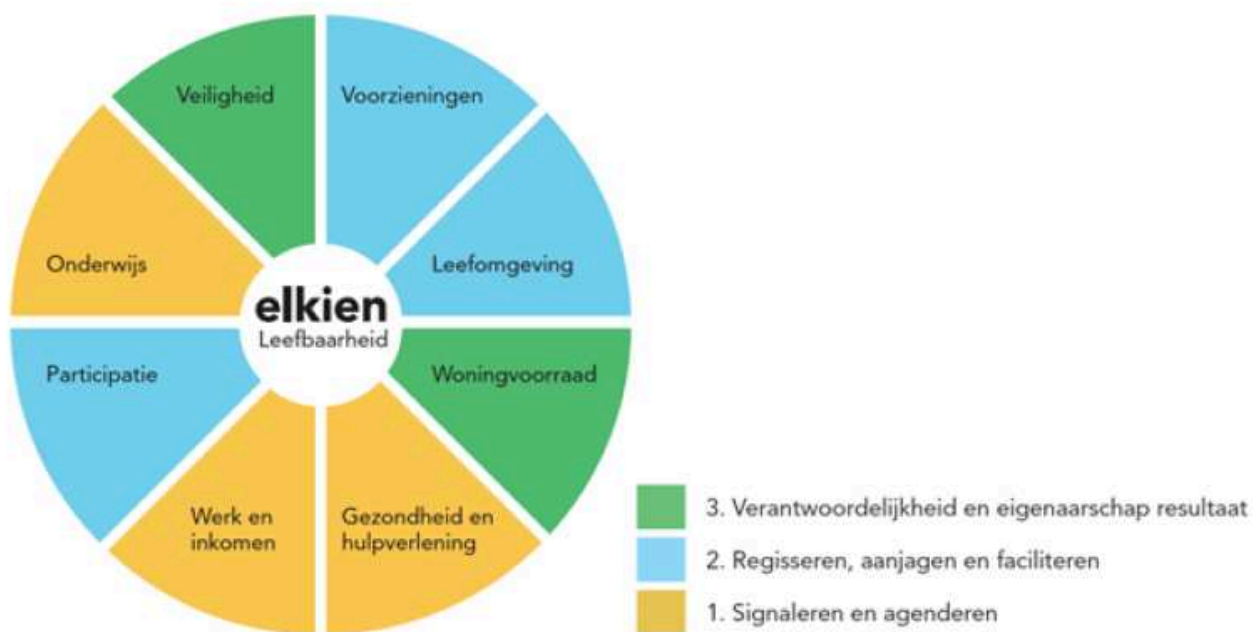 Veiligheid
Voorzieningen
Onderwijs
Leefomgeving
elkien
Leefbaarheid
Participatie
Woningvoorraad
Werk en
inkomen
Gezondheid en
hulpverlening
3. Verantwoordelijkheid en eigenaarschap resultaat
2. Regisseren, aanjagen en faciliteren
1. Signaleren en agenderen